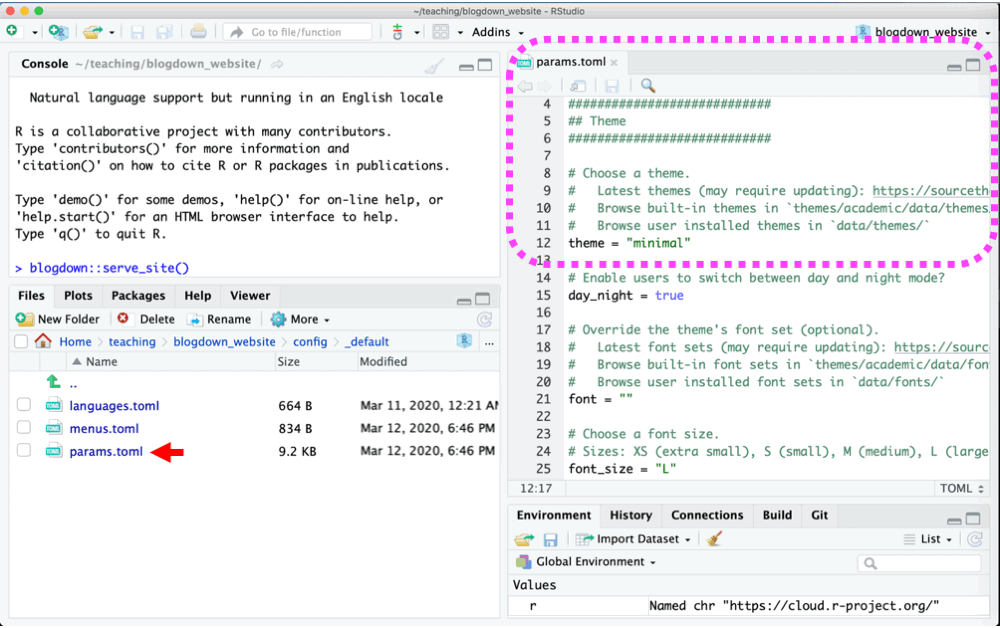 ~/teaching/blogdown_website - RStudio
Go to file/function
Addins
blogdown_website
Console ~/teaching/blogdown_website/
Natural language support but running in an English locale
R is a collaborative project with many contributors.
Type 'contributors()' for more information and
'citation()' on how to cite R or R packages in publications.
Type 'demo()' for some demos, 'help()' for on-line help, or
'help.start()' for an HTML browser interface to help.
Type 'q()' to quit R.
> blogdown::serve_site()
Files Plots Packages Help Viewer
New Folder Delete Rename More
Home teaching blogdown_website config _default ...
Name Size Modified
..
languages.toml 664 B Mar 11, 2020, 12:21 AM
menus.toml 834 B Mar 12, 2020, 6:46 PM
params.toml 9.2 KB Mar 12, 2020, 6:46 PM
params.toml
4 ############################
5 ## Theme
6 ############################
7
8 # Choose a theme.
9 #   Latest themes (may require updating): https://sourceth
10 #   Browse built-in themes in `themes/academic/data/themes
11 #   Browse user installed themes in `data/themes/`
12 theme = "minimal"
13
14 # Enable users to switch between day and night mode?
15 day_night = true
16
17 # Override the theme's font set (optional).
18 #   Latest font sets (may require updating): https://sourc
19 #   Browse built-in font sets in `themes/academic/data/fon
20 #   Browse user installed font sets in `data/fonts/`
21 font = ""
22
23 # Choose a font size.
24 # Sizes: XS (extra small), S (small), M (medium), L (large
25 font_size = "L"
12:17 TOML
Environment History Connections Build Git
Import Dataset List
Global Environment
Values
r Named chr "https://cloud.r-project.org/"